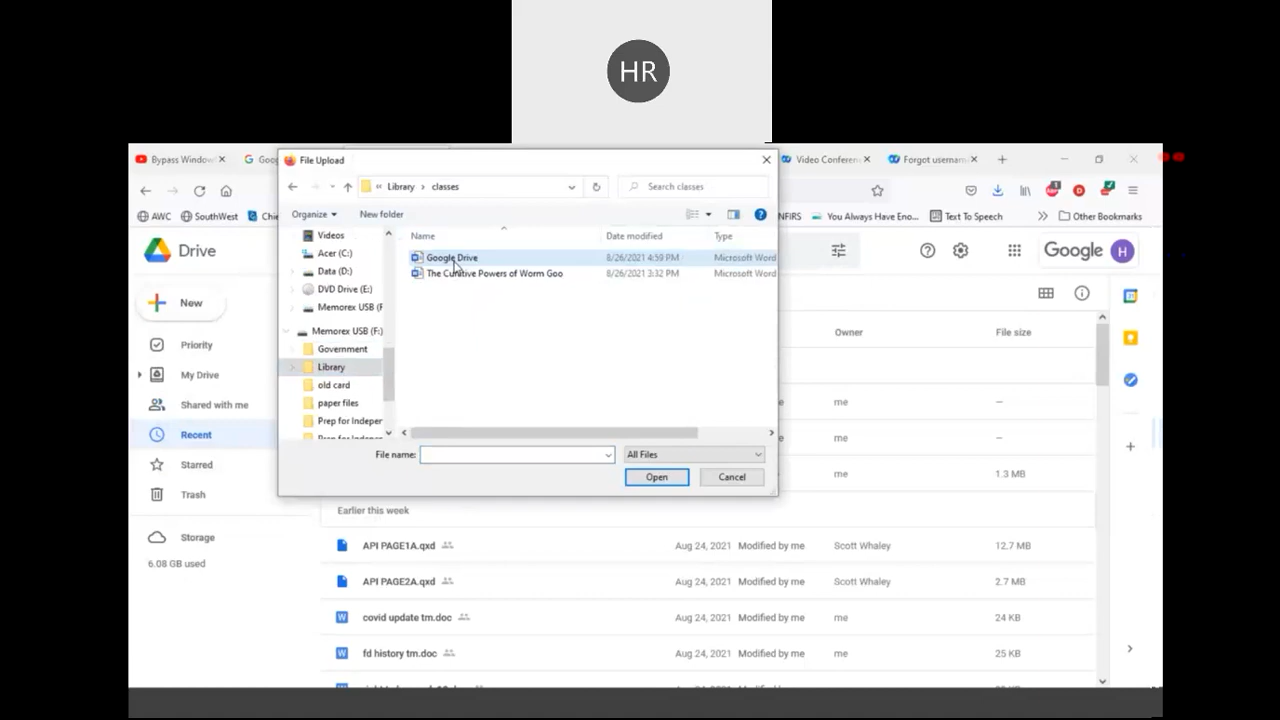 HR
Bypass Window
Goo
Video Conferen
Forgot usernam
File Upload
Library
classes
Search classes
AWC
SouthWest
Chie
NFIRS
You Always Have Eno...
Text To Speech
Other Bookmarks
Organize
New folder
Drive
Google
H
Name
Date modified
Type
Videos
Acer (C:)
Data (D:)
DVD Drive (E:)
Memorex USB (F
Memorex USB (F:)
Government
Library
old card
paper files
Prep for Indeper
Google Drive
8/26/2021 4:59 PM
Microsoft Word
The Curative Powers of Worm Goo
8/26/2021 3:32 PM
Microsoft Word
File name:
All Files
Open
Cancel
New
Priority
My Drive
Shared with me
Recent
Starred
Trash
Storage
6.08 GB used
Owner
File size
me
–
me
–
me
1.3 MB
Earlier this week
API PAGE1A.qxd
Aug 24, 2021 Modified by me
Scott Whaley
12.7 MB
API PAGE2A.qxd
Aug 24, 2021 Modified by me
Scott Whaley
2.7 MB
W
covid update tm.doc
Aug 24, 2021 Modified by me
me
24 KB
W
fd history tm.doc
Aug 24, 2021 Modified by me
me
25 KB